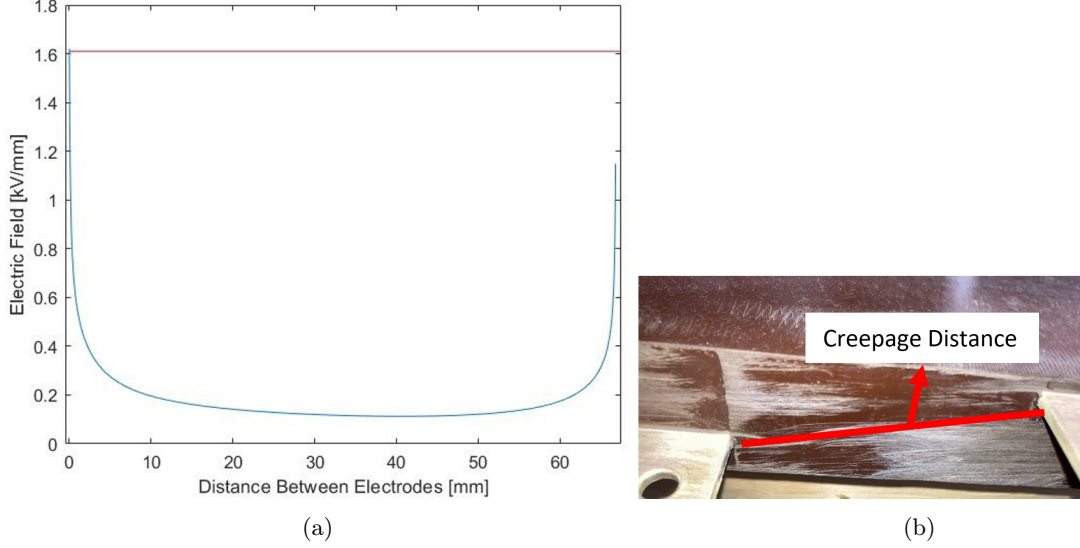 1.8
1.6
1.4
1.2
1
0.8
0.6
0.4
0.2
0
Electric Field [kV/mm]
0 10 20 30 40 50 60
Distance Between Electrodes [mm]
(a)
Creepage Distance
(b)